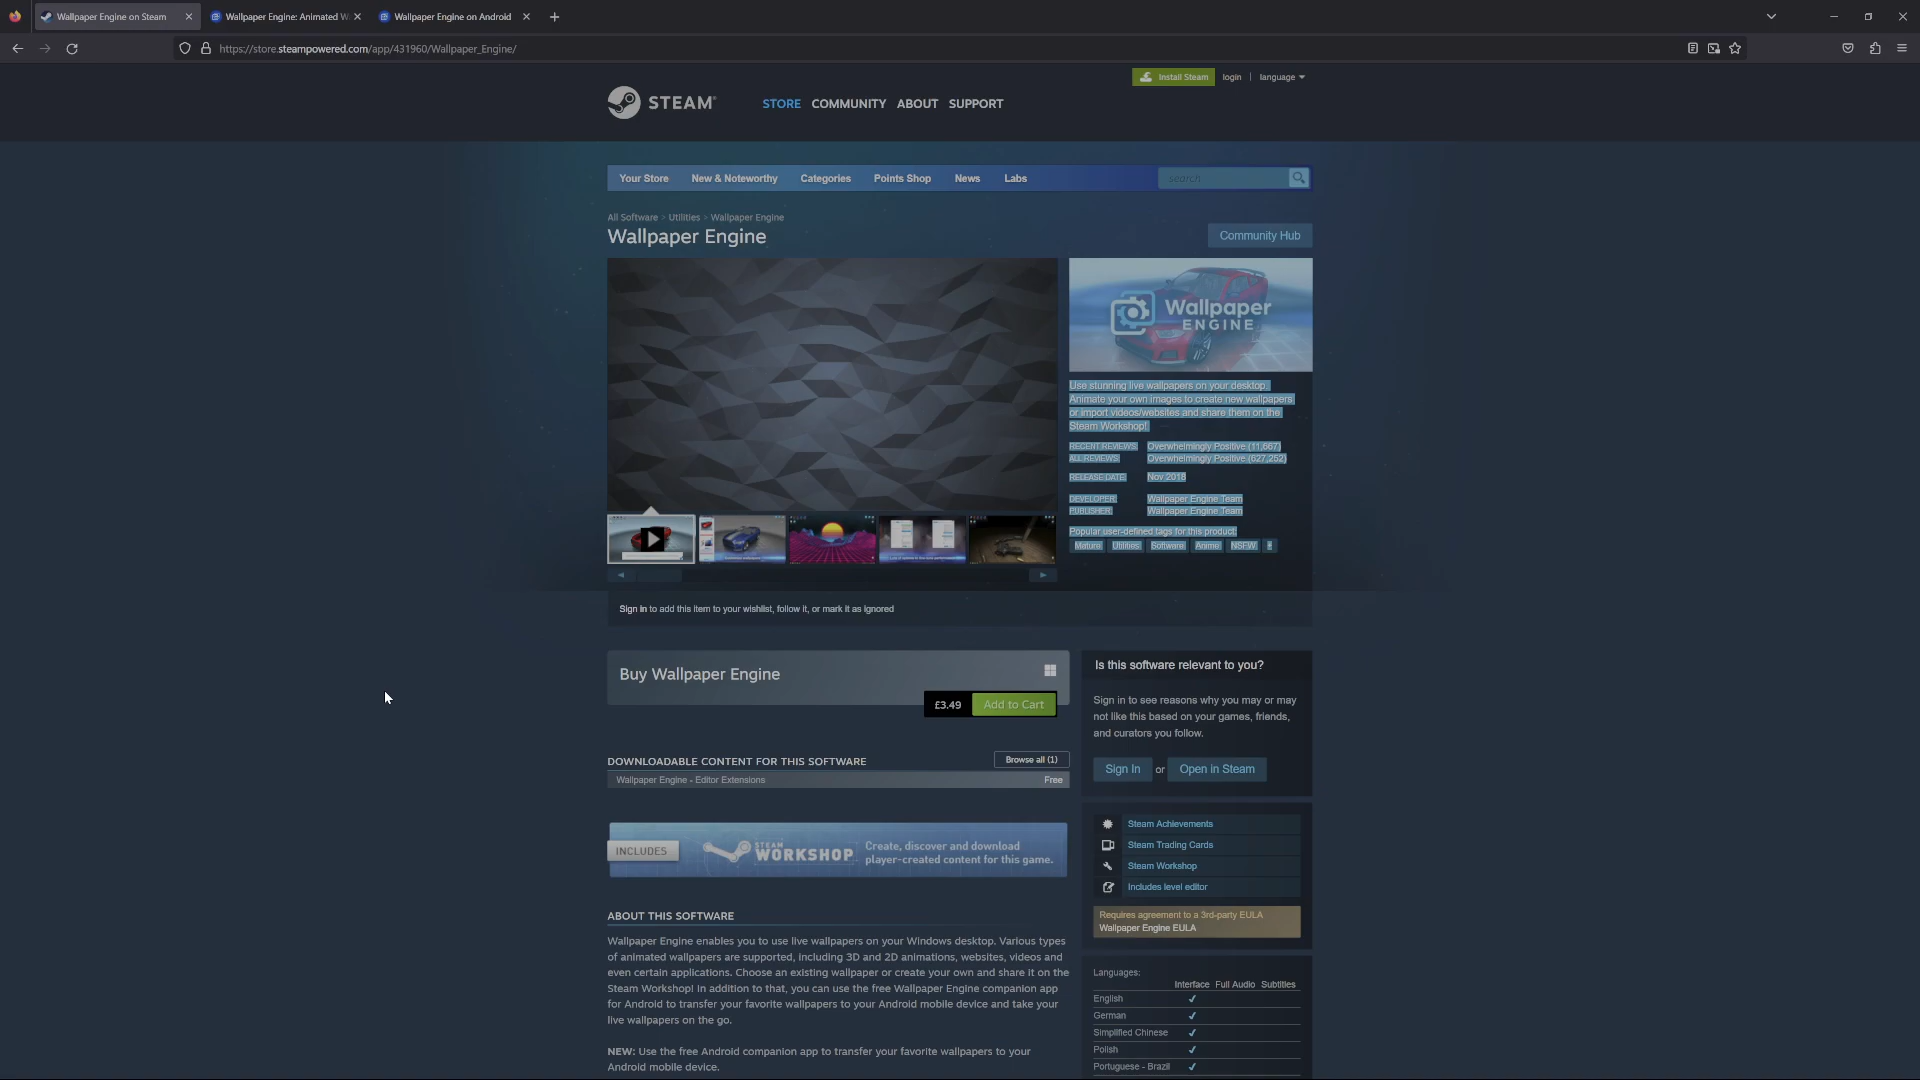 Wallpaper Engine on Steam
Wallpaper Engine: Animated W
Wallpaper Engine on Android
https://store.steampowered.com/app/431960/Wallpaper_Engine/
Install Steam
login
language
STEAM
STORE
COMMUNITY
ABOUT
SUPPORT
Your Store
New & Noteworthy
Categories
Points Shop
News
Labs
search
All Software > Utilities > Wallpaper Engine
Wallpaper Engine
Community Hub
Wallpaper
ENGINE
Use stunning live wallpapers on your desktop.
Animate your own images to create new wallpapers
or import videos/websites and share them on the
Steam Workshop!
RECENT REVIEWS: Overwhelmingly Positive (11,667)
ALL REVIEWS: Overwhelmingly Positive (627,252)
RELEASE DATE: Nov 2018
DEVELOPER: Wallpaper Engine Team
PUBLISHER: Wallpaper Engine Team
Popular user-defined tags for this product:
Mature Utilities Software Anime NSFW +
Sign in to add this item to your wishlist, follow it, or mark it as ignored
Buy Wallpaper Engine
£3.49
Add to Cart
Is this software relevant to you?
Sign in to see reasons why you may or may
not like this based on your games, friends,
and curators you follow.
Sign In or Open in Steam
DOWNLOADABLE CONTENT FOR THIS SOFTWARE
Browse all (1)
Wallpaper Engine - Editor Extensions
Free
INCLUDES
STEAM
WORKSHOP
Create, discover and download
player-created content for this game.
Steam Achievements
Steam Trading Cards
Steam Workshop
Includes level editor
Requires agreement to a 3rd-party EULA
Wallpaper Engine EULA
ABOUT THIS SOFTWARE
Wallpaper Engine enables you to use live wallpapers on your Windows desktop. Various types
of animated wallpapers are supported, including 3D and 2D animations, websites, videos and
even certain applications. Choose an existing wallpaper or create your own and share it on the
Steam Workshop! In addition to that, you can use the free Wallpaper Engine companion app
for Android to transfer your favorite wallpapers to your Android mobile device and take your
live wallpapers on the go.
NEW: Use the free Android companion app to transfer your favorite wallpapers to your
Android mobile device.
Languages:
Interface Full Audio Subtitles
English ✔
German ✔
Simplified Chinese ✔
Polish ✔
Portuguese - Brazil ✔